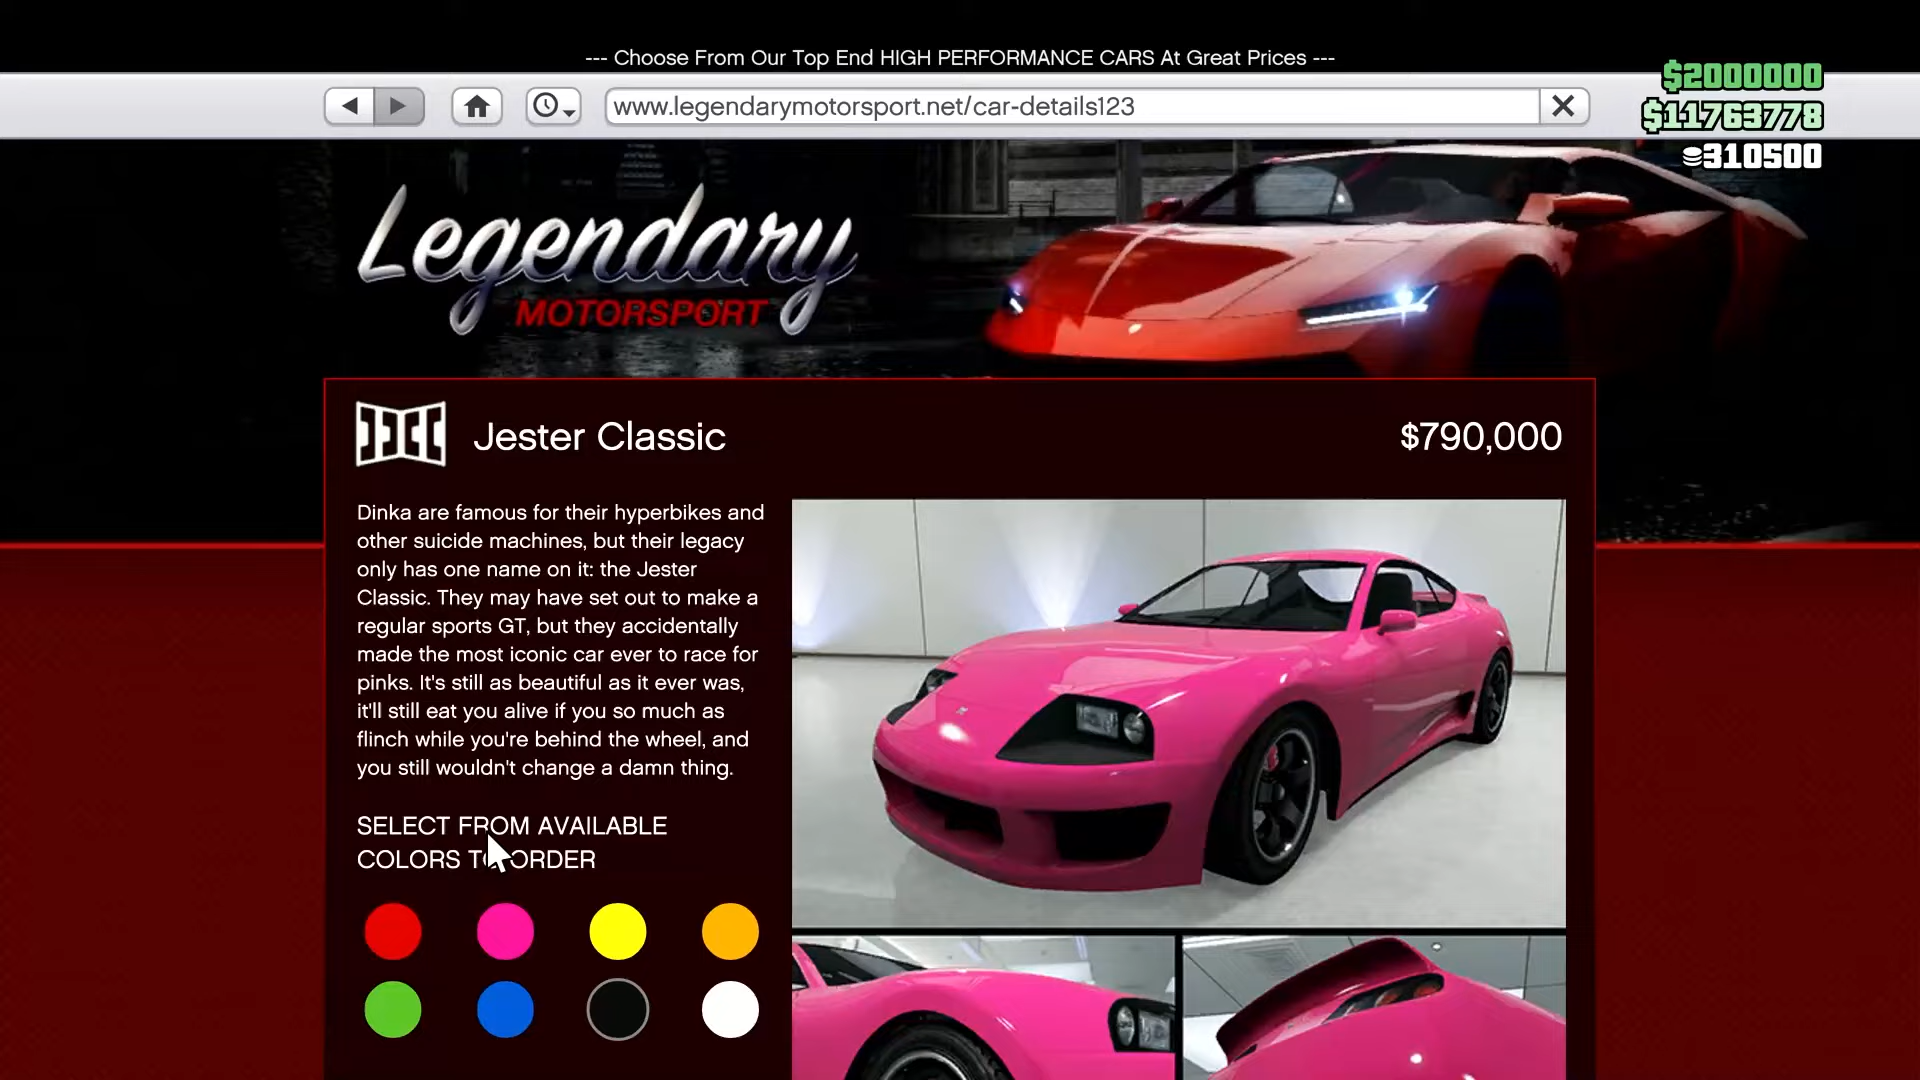 --- Choose From Our Top End HIGH PERFORMANCE CARS At Great Prices ---
www.legendarymotorsport.net/car-details123
$2000000
$11763778
310500
Legendary
MOTORSPORT
Jester Classic
$790,000
Dinka are famous for their hyperbikes and
other suicide machines, but their legacy
only has one name on it: the Jester
Classic. They may have set out to make a
regular sports GT, but they accidentally
made the most iconic car ever to race for
pinks. It's still as beautiful as it ever was,
it'll still eat you alive if you so much as
flinch while you're behind the wheel, and
you still wouldn't change a damn thing.
SELECT FROM AVAILABLE
COLORS TO ORDER